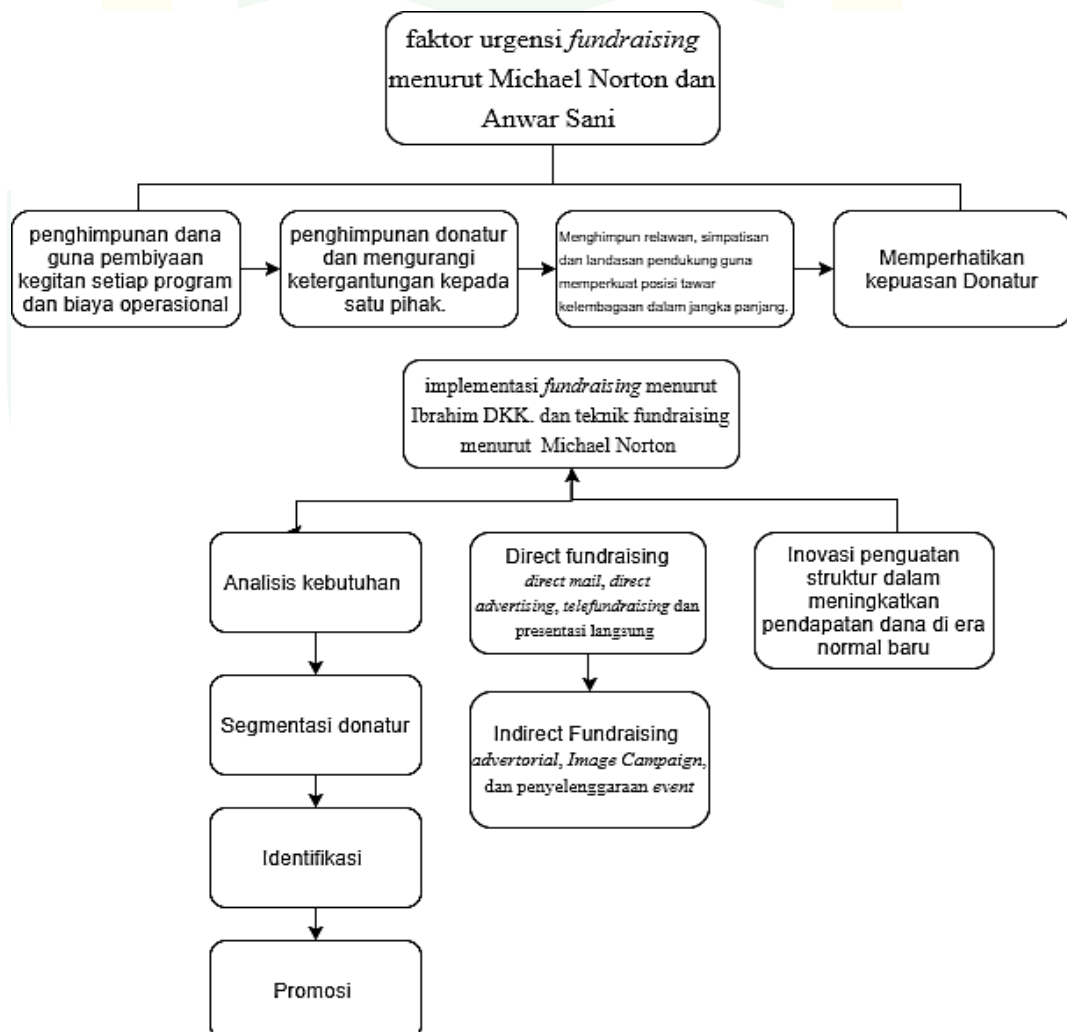 faktor urgensi fundraising
menurut Michael Norton dan
Anwar Sani
penghimpunan dana
guna pembiyaan
kegitan setiap program
dan biaya operasional
penghimpunan donatur
dan mengurangi
ketergantungan kepada
satu pihak.
Menghimpun relawan, simpatisan
dan landasan pendukung guna
memperkuat posisi tawar
kelembagaan dalam jangka panjang.
Memperhatikan
kepuasan Donatur
implementasi fundraising menurut
Ibrahim DKK. dan teknik fundraising
menurut Michael Norton
Analisis kebutuhan
Segmentasi donatur
Identifikasi
Promosi
Direct fundraising
direct mail, direct
advertising, telefundraising dan
presentasi langsung
Indirect Fundraising
advertorial, Image Campaign,
dan penyelenggaraan event
Inovasi penguatan
struktur dalam
meningkatkan
pendapatan dana di era
normal baru